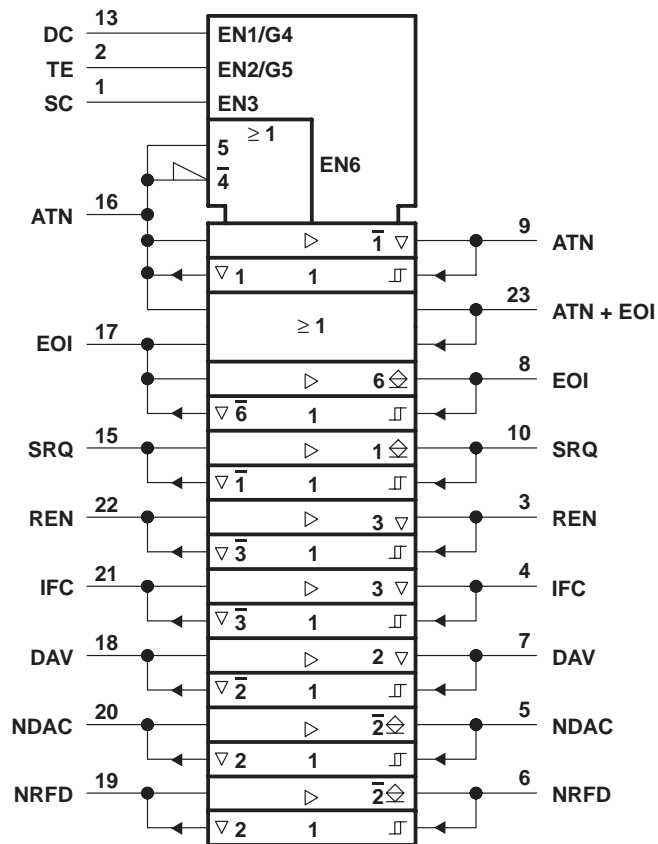 DC 13 EN1/G4
TE 2 EN2/G5
SC 1 EN3
≥ 1
5
EN6
4̅
ATN 16
▷ 1̅ ▽ 9 ATN
▽ 1 1
≥ 1 23 ATN + EOI
EOI 17
▷ 6 8 EOI
▽ 6̅ 1
SRQ 15 ▷ 1 10 SRQ
▽ 1̅ 1
REN 22 ▷ 3 ▽ 3 REN
▽ 3̅ 1
IFC 21 ▷ 3 ▽ 4 IFC
▽ 3̅ 1
DAV 18 ▷ 2 ▽ 7 DAV
▽ 2̅ 1
NDAC 20 ▷ 2̅ 5 NDAC
▽ 2 1
NRFD 19 ▷ 2̅ 6 NRFD
▽ 2 1